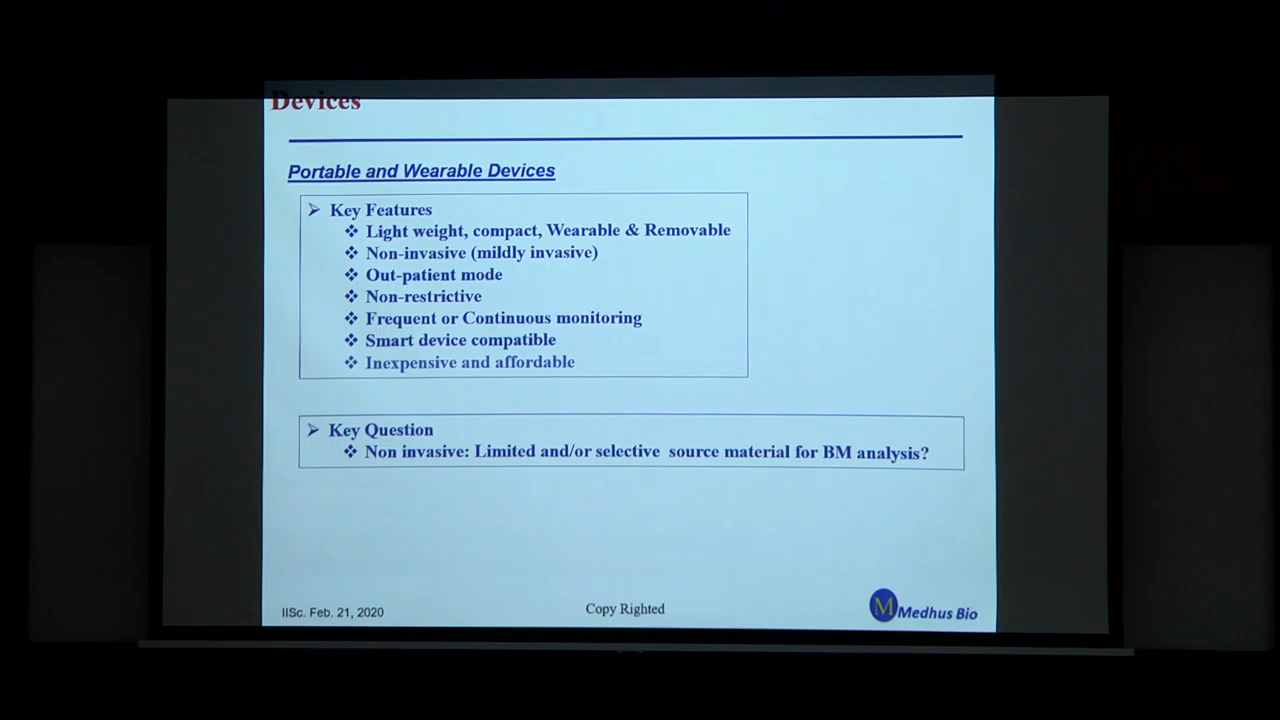 Devices
Portable and Wearable Devices
➢ Key Features
❖ Light weight, compact, Wearable & Removable
❖ Non-invasive (mildly invasive)
❖ Out-patient mode
❖ Non-restrictive
❖ Frequent or Continuous monitoring
❖ Smart device compatible
❖ Inexpensive and affordable
➢ Key Question
❖ Non invasive: Limited and/or selective source material for BM analysis?
IISc. Feb. 21, 2020
Copy Righted
M Medhus Bio